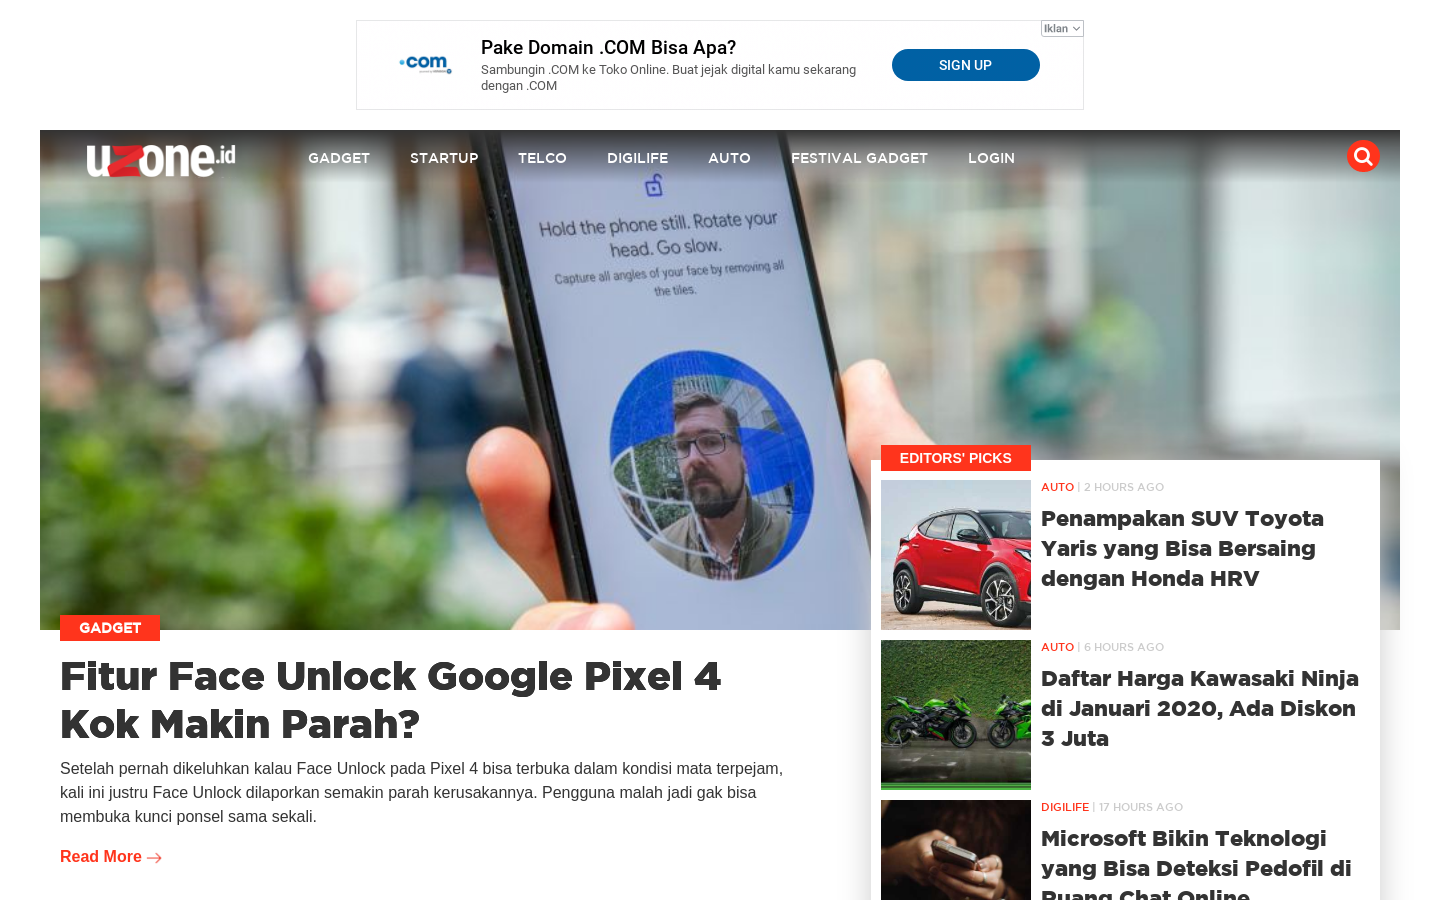 Iklan
.com
Pake Domain .COM Bisa Apa?
Sambungin .COM ke Toko Online. Buat jejak digital kamu sekarang
dengan .COM
SIGN UP
uzone.id
GADGET
STARTUP
TELCO
DIGILIFE
AUTO
FESTIVAL GADGET
LOGIN
Hold the phone still. Rotate your
head. Go slow.
Capture all angles of your face by removing all
the tiles.
EDITORS' PICKS
AUTO | 2 HOURS AGO
Penampakan SUV Toyota
Yaris yang Bisa Bersaing
dengan Honda HRV
AUTO | 6 HOURS AGO
Daftar Harga Kawasaki Ninja
di Januari 2020, Ada Diskon
3 Juta
DIGILIFE | 17 HOURS AGO
Microsoft Bikin Teknologi
yang Bisa Deteksi Pedofil di
Ruang Chat Online
GADGET
Fitur Face Unlock Google Pixel 4
Kok Makin Parah?
Setelah pernah dikeluhkan kalau Face Unlock pada Pixel 4 bisa terbuka dalam kondisi mata terpejam,
kali ini justru Face Unlock dilaporkan semakin parah kerusakannya. Pengguna malah jadi gak bisa
membuka kunci ponsel sama sekali.
Read More